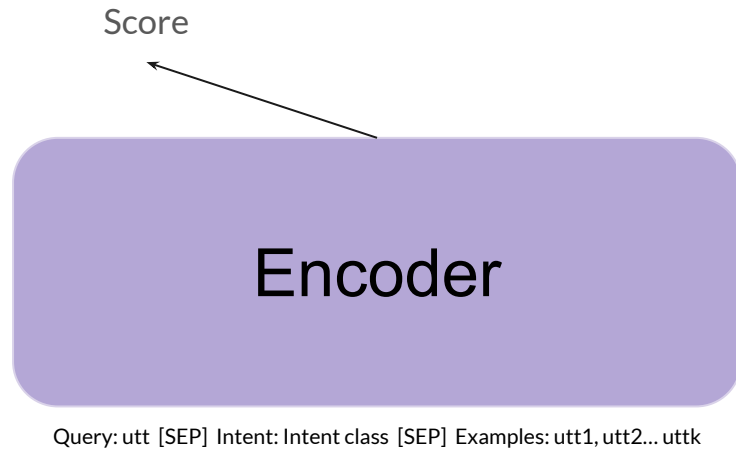 Score
Encoder
Query: utt [SEP] Intent: Intent class [SEP] Examples: utt1, utt2... uttk